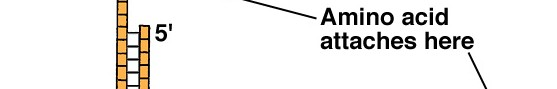 Amino acid
5'
attaches here